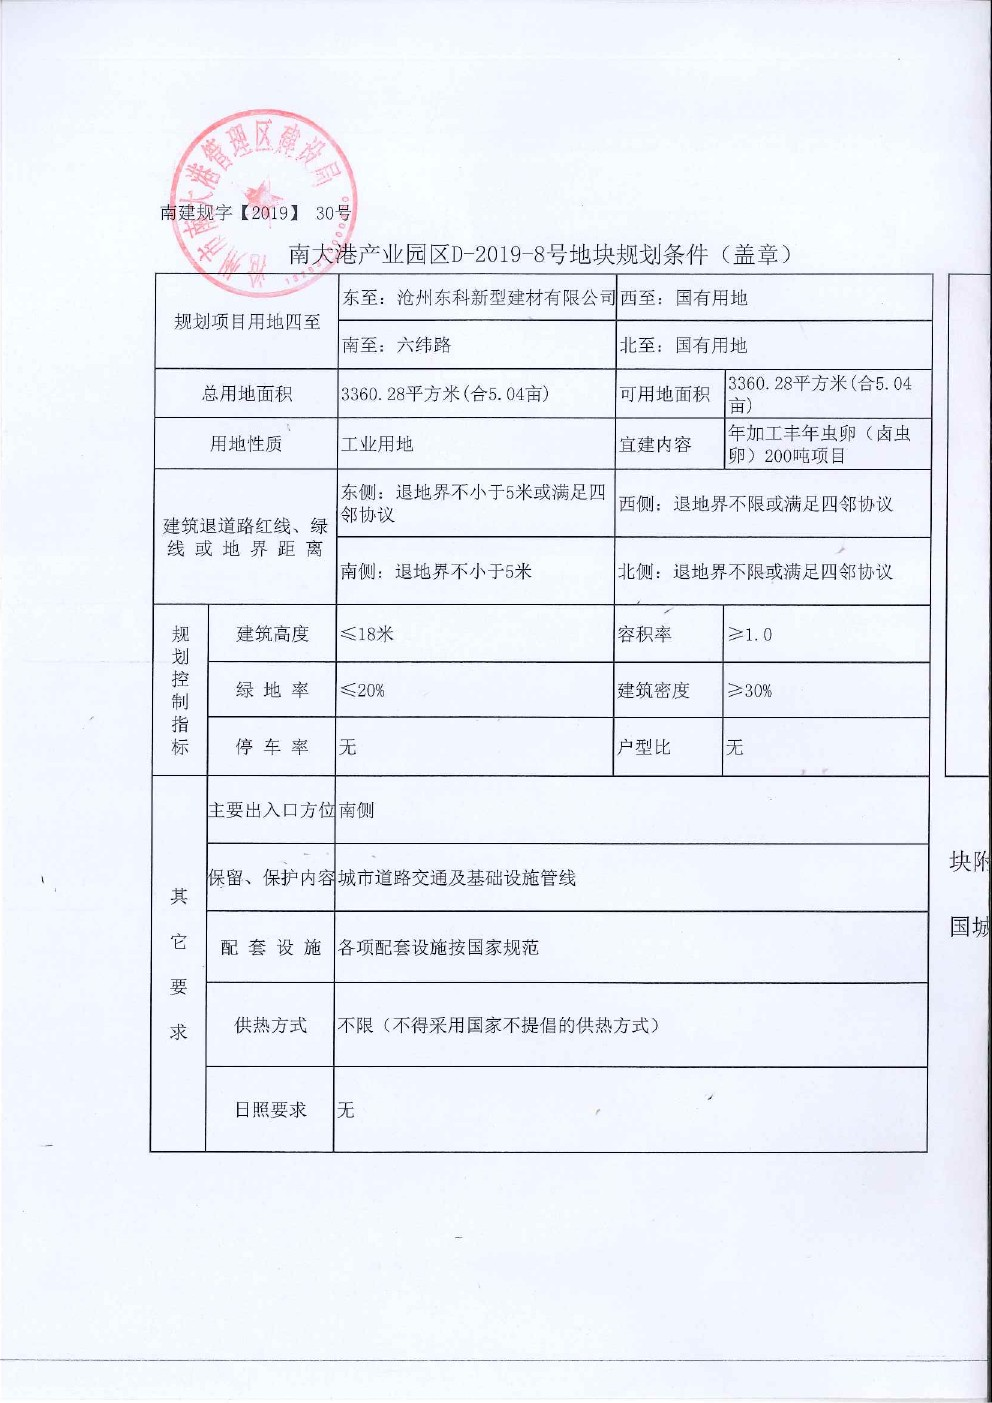 沧州市南大港管理区建设局
南建规字【2019】 30号
南大港产业园区D-2019-8号地块规划条件（盖章）
规划项目用地四至
东至：沧州东科新型建材有限公司
西至：国有用地
南至：六纬路
北至：国有用地
总用地面积
3360.28平方米(合5.04亩)
可用地面积
3360.28平方米(合5.04
亩)
用地性质
工业用地
宜建内容
年加工丰年虫卵（卤虫
卵）200吨项目
建筑退道路红线、绿
线或地界距离
东侧：退地界不小于5米或满足四
邻协议
西侧：退地界不限或满足四邻协议
南侧：退地界不小于5米
北侧：退地界不限或满足四邻协议
规划控制指标
建筑高度
≤18米
容积率
≥1.0
绿地率
≤20%
建筑密度
≥30%
停车率
无
户型比
无
其它要求
主要出入口方位
南侧
保留、保护内容
城市道路交通及基础设施管线
配套设施
各项配套设施按国家规范
供热方式
不限（不得采用国家不提倡的供热方式）
日照要求
无
块附
国城